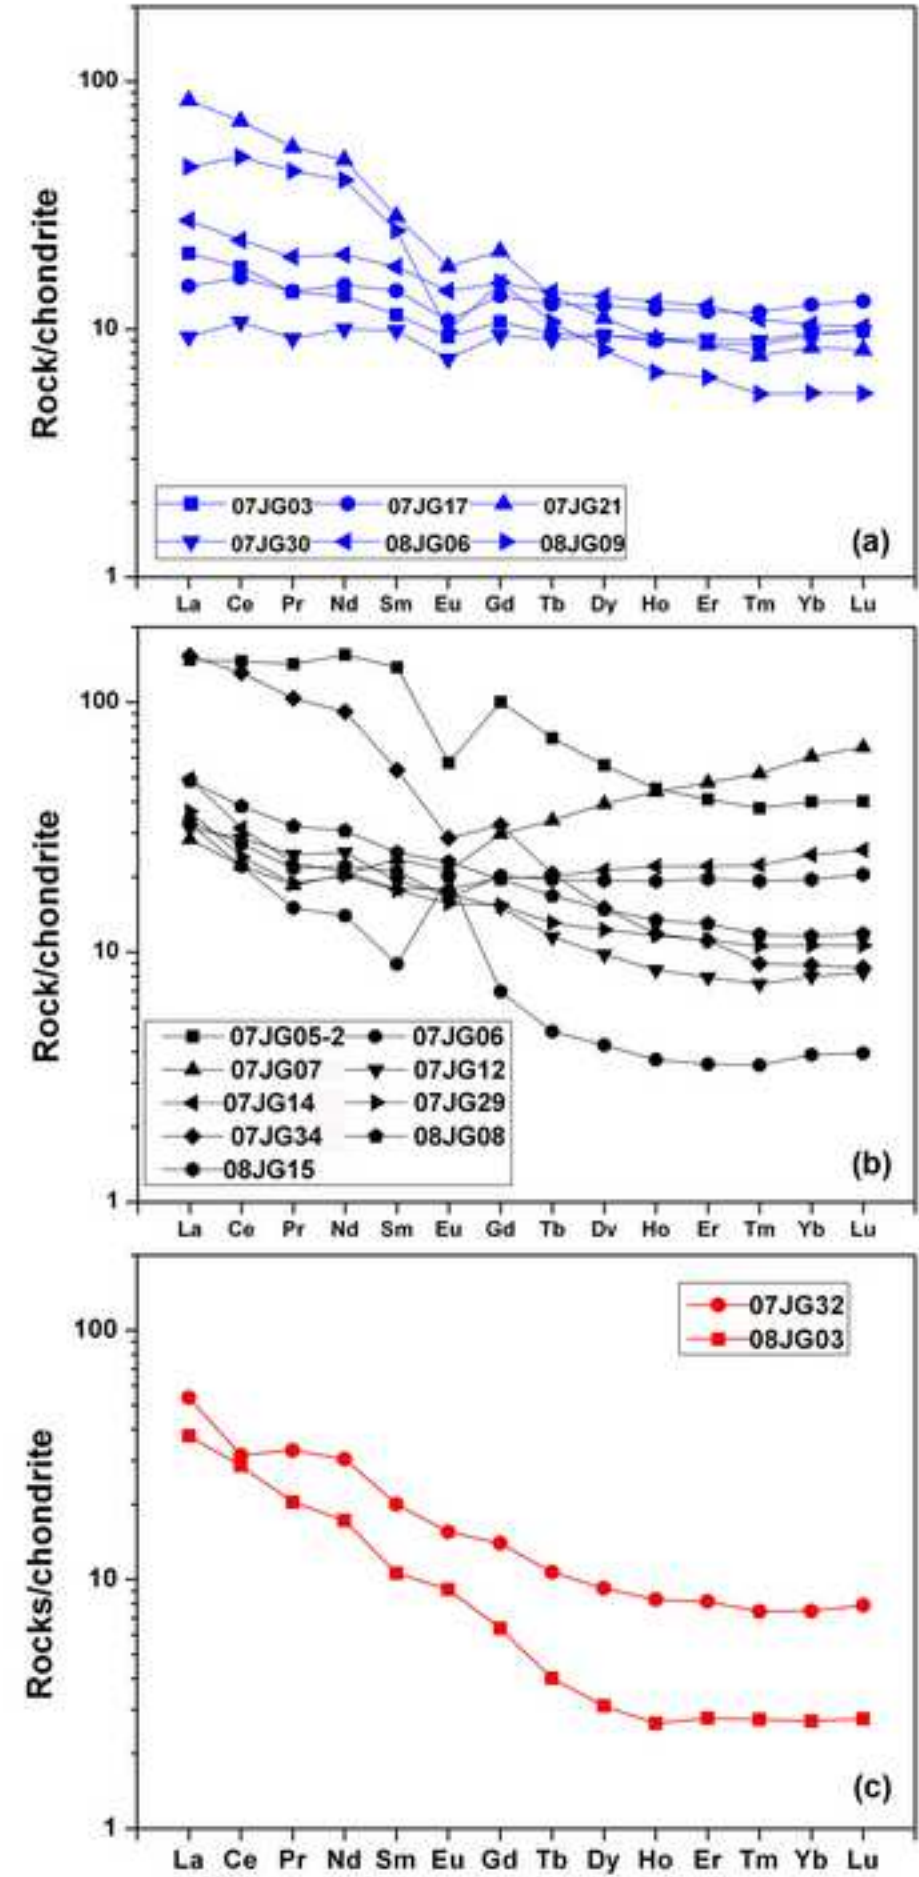 100
10
1
Rock/chondrite
07JG03 07JG17 07JG21
07JG30 08JG06 08JG09
(a)
La Ce Pr Nd Sm Eu Gd Tb Dy Ho Er Tm Yb Lu
100
10
1
Rock/chondrite
07JG05-2 07JG06
07JG07 07JG12
07JG14 07JG29
07JG34 08JG08
08JG15
(b)
La Ce Pr Nd Sm Eu Gd Tb Dv Ho Er Tm Yb Lu
100
10
1
Rocks/chondrite
07JG32
08JG03
(c)
La Ce Pr Nd Sm Eu Gd Tb Dy Ho Er Tm Yb Lu